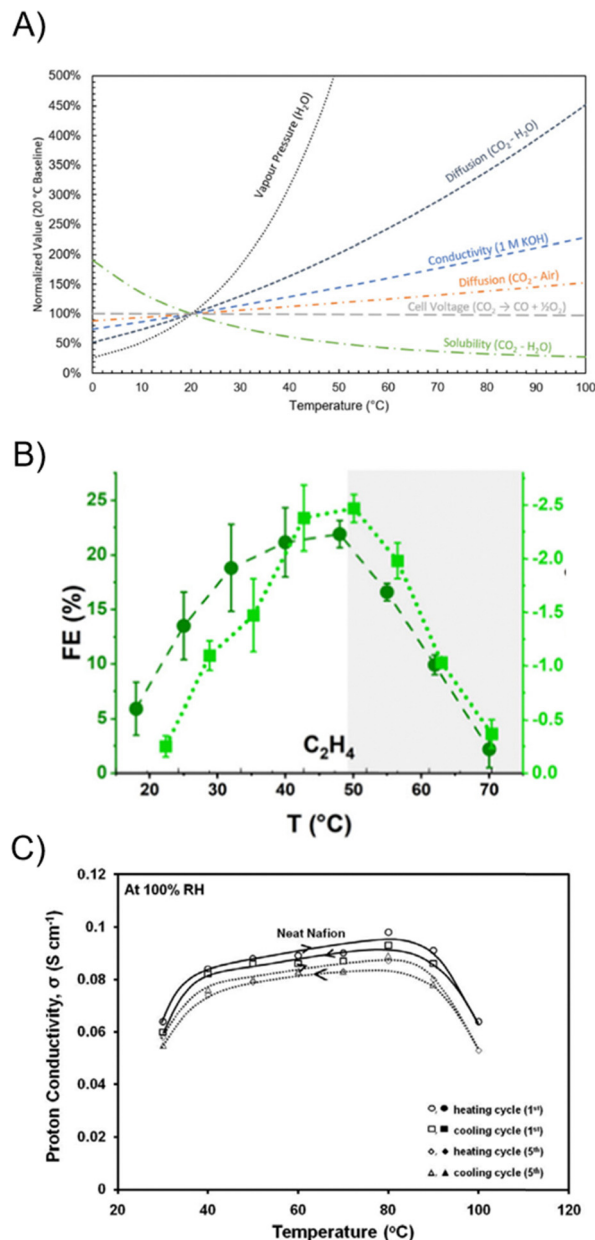 A)
500%
450%
400%
350%
300%
250%
200%
150%
100%
50%
0%
Normalized Value (20 °C Baseline)
Vapour Pressure (H₂O)
Diffusion (CO₂ - H₂O)
Conductivity (1 M KOH)
Diffusion (CO₂ - Air)
Cell Voltage (CO₂ → CO + ½O₂)
Solubility (CO₂ - H₂O)
0 10 20 30 40 50 60 70 80 90 100
Temperature (°C)
B)
25
20
15
10
5
0
FE (%)
-2.5
-2.0
-1.5
-1.0
-0.5
0.0
C₂H₄
20 30 40 50 60 70
T (°C)
C)
0.12
0.1
0.08
0.06
0.04
0.02
0
Proton Conductivity, σ (S cm⁻¹)
At 100% RH
Neat Nafion
heating cycle (1ˢᵗ)
cooling cycle (1ˢᵗ)
heating cycle (5ᵗʰ)
cooling cycle (5ᵗʰ)
20 40 60 80 100 120
Temperature (°C)